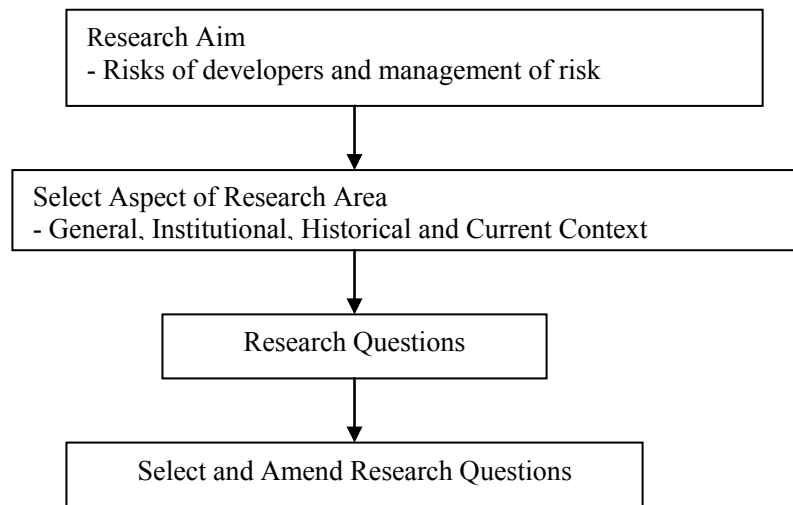 Research Aim
- Risks of developers and management of risk
Select Aspect of Research Area
- General, Institutional, Historical and Current Context
Research Questions
Select and Amend Research Questions